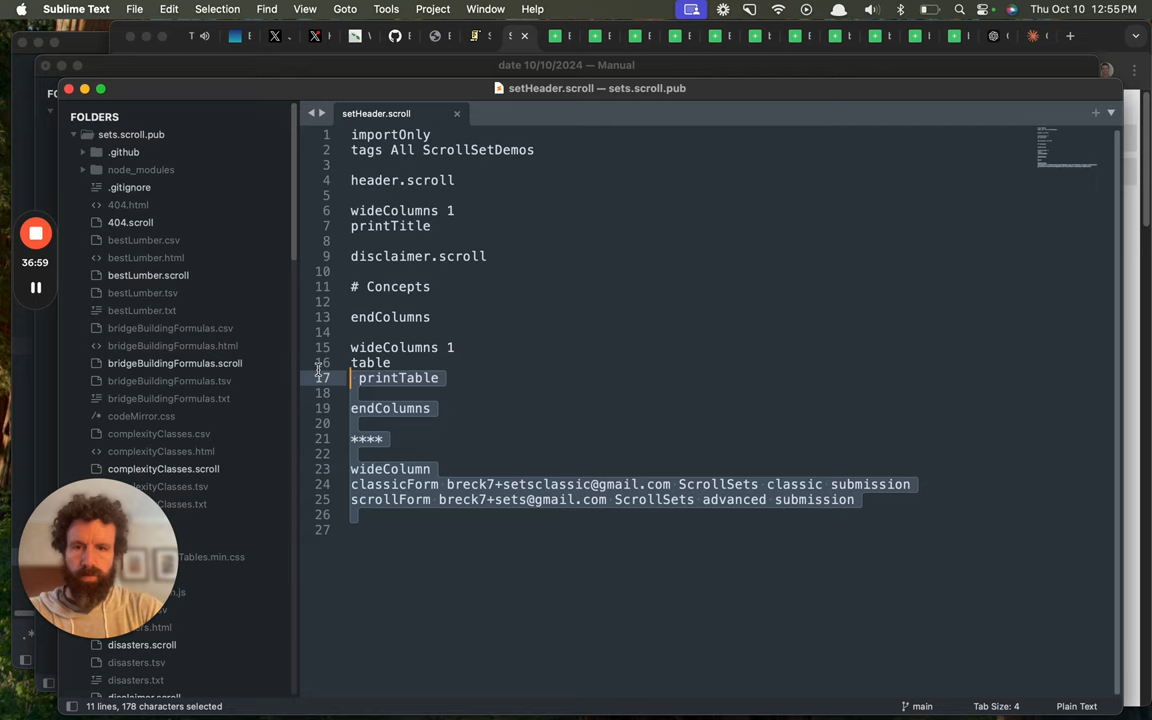 Sublime Text File Edit Selection Find View Goto Tools Project Window Help Thu Oct 10 12:55 PM
date 10/10/2024 — Manual
setHeader.scroll — sets.scroll.pub
36:59
FOLDERS
sets.scroll.pub
.github
node_modules
.gitignore
404.html
404.scroll
bestLumber.csv
bestLumber.html
bestLumber.scroll
bestLumber.tsv
bestLumber.txt
bridgeBuildingFormulas.csv
bridgeBuildingFormulas.html
bridgeBuildingFormulas.scroll
bridgeBuildingFormulas.tsv
bridgeBuildingFormulas.txt
codeMirror.css
complexityClasses.csv
complexityClasses.html
complexityClasses.scroll
disasters.scroll
disasters.tsv
disasters.txt
disclaimer.scroll
setHeader.scroll
1 importOnly
2 tags All ScrollSetDemos
3
4 header.scroll
5
6 wideColumns 1
7 printTitle
8
9 disclaimer.scroll
10
11 # Concepts
12
13 endColumns
14
15 wideColumns 1
16 table
17 printTable
18
19 endColumns
20
21 ****
22
23 wideColumn
24 classicForm breck7+setsclassic@gmail.com ScrollSets classic submission
25 scrollForm breck7+sets@gmail.com ScrollSets advanced submission
26
27
11 lines, 178 characters selected
main
Tab Size: 4
Plain Text